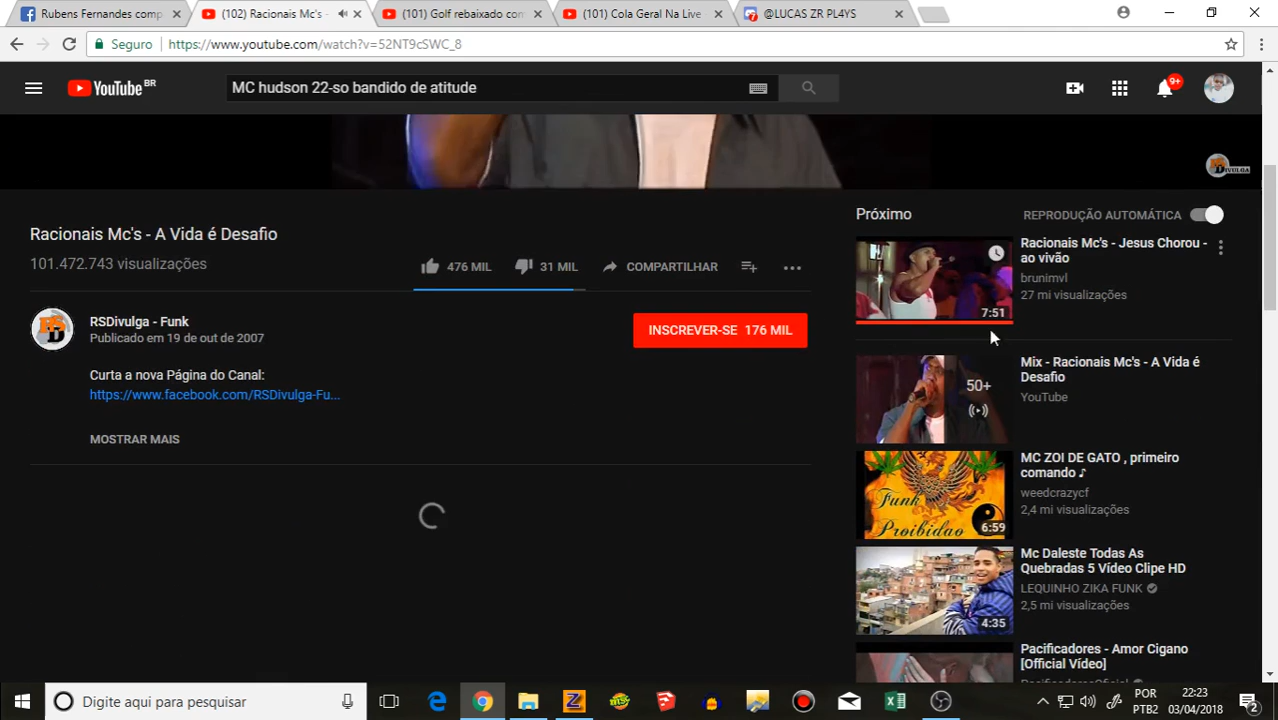 Rubens Fernandes comp
(102) Racionais Mc's -
(101) Golf rebaixado com
(101) Cola Geral Na Live
@LUCAS ZR PL4YS
Seguro
https://www.youtube.com/watch?v=52NT9cSWC_8
YouTube BR
MC hudson 22-so bandido de atitude
9+
DIVULGA
Racionais Mc's - A Vida é Desafio
101.472.743 visualizações
476 MIL
31 MIL
COMPARTILHAR
RSDivulga - Funk
Publicado em 19 de out de 2007
INSCREVER-SE 176 MIL
Curta a nova Página do Canal:
https://www.facebook.com/RSDivulga-Fu...
MOSTRAR MAIS
Próximo
REPRODUÇÃO AUTOMÁTICA
Racionais Mc's - Jesus Chorou -
ao vivão
brunimvl
27 mi visualizações
7:51
Mix - Racionais Mc's - A Vida é
Desafio
YouTube
50+
MC ZOI DE GATO , primeiro
comando ♪
weedcrazycf
2,4 mi visualizações
Funk
Proibidao
6:59
Mc Daleste Todas As
Quebradas 5 Vídeo Clipe HD
LEQUINHO ZIKA FUNK
2,5 mi visualizações
4:35
Pacificadores - Amor Cigano
[Official Vídeo]
Digite aqui para pesquisar
POR
PTB2
22:23
03/04/2018
2